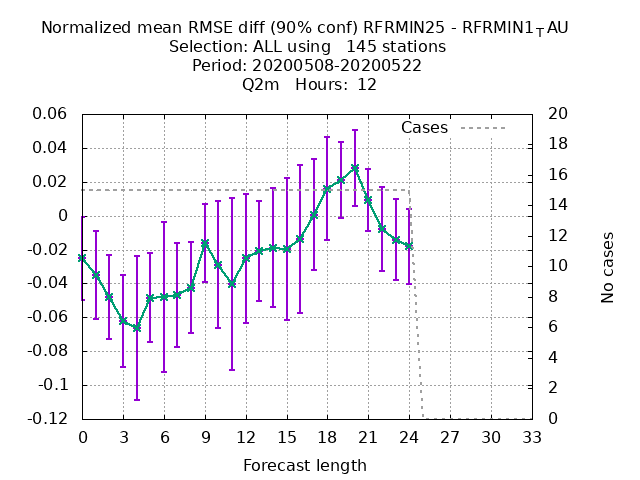 Normalized mean RMSE diff (90% conf) RFRMIN25 - RFRMIN1TAU
Selection: ALL using   145 stations
Period: 20200508-20200522
Q2m   Hours:  12
Cases
0.06
0.04
0.02
0
-0.02
-0.04
-0.06
-0.08
-0.1
-0.12
20
18
16
14
12
10
8
6
4
2
0
No cases
0 3 6 9 12 15 18 21 24 27 30 33
Forecast length